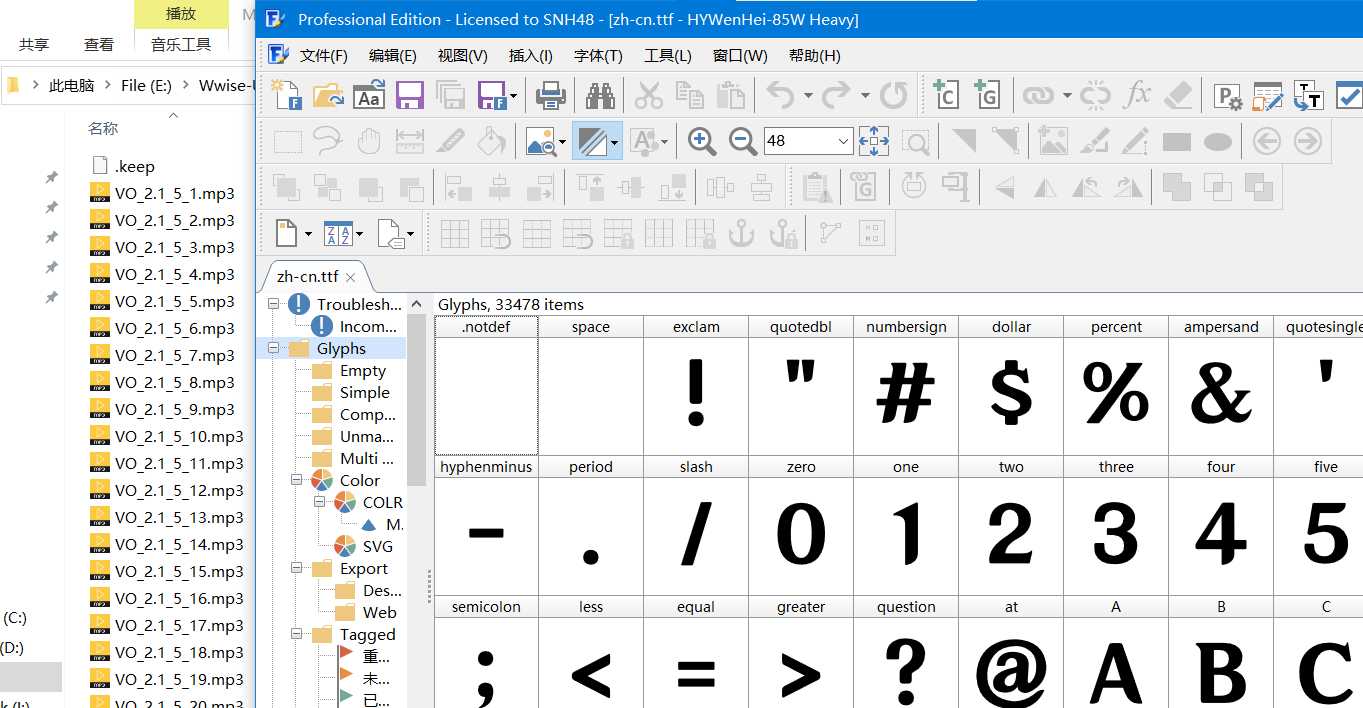 播放
M
共享
查看
音乐工具
此电脑
File (E:)
Wwise-U
名称
.keep
VO_2.1_5_1.mp3
VO_2.1_5_2.mp3
VO_2.1_5_3.mp3
VO_2.1_5_4.mp3
VO_2.1_5_5.mp3
VO_2.1_5_6.mp3
VO_2.1_5_7.mp3
VO_2.1_5_8.mp3
VO_2.1_5_9.mp3
VO_2.1_5_10.mp3
VO_2.1_5_11.mp3
VO_2.1_5_12.mp3
VO_2.1_5_13.mp3
VO_2.1_5_14.mp3
VO_2.1_5_15.mp3
VO_2.1_5_16.mp3
VO_2.1_5_17.mp3
VO_2.1_5_18.mp3
VO_2.1_5_19.mp3
VO_2.1_5_20.mp3
(C:)
(D:)
k (I:)
Professional Edition - Licensed to SNH48 - [zh-cn.ttf - HYWenHei-85W Heavy]
文件(F) 编辑(E) 视图(V) 插入(I) 字体(T) 工具(L) 窗口(W) 帮助(H)
48
zh-cn.ttf
Troublesh...
Incom...
Glyphs
Empty
Simple
Comp...
Unma...
Multi ...
Color
COLR
M.
SVG
Export
Des...
Web
Tagged
重...
未...
已...
Glyphs, 33478 items
.notdef space exclam quotedbl numbersign dollar percent ampersand quotesingle
! " # $ % & '
hyphenminus period slash zero one two three four five
- . / 0 1 2 3 4 5
semicolon less equal greater question at A B C
; < = > ? @ A B C